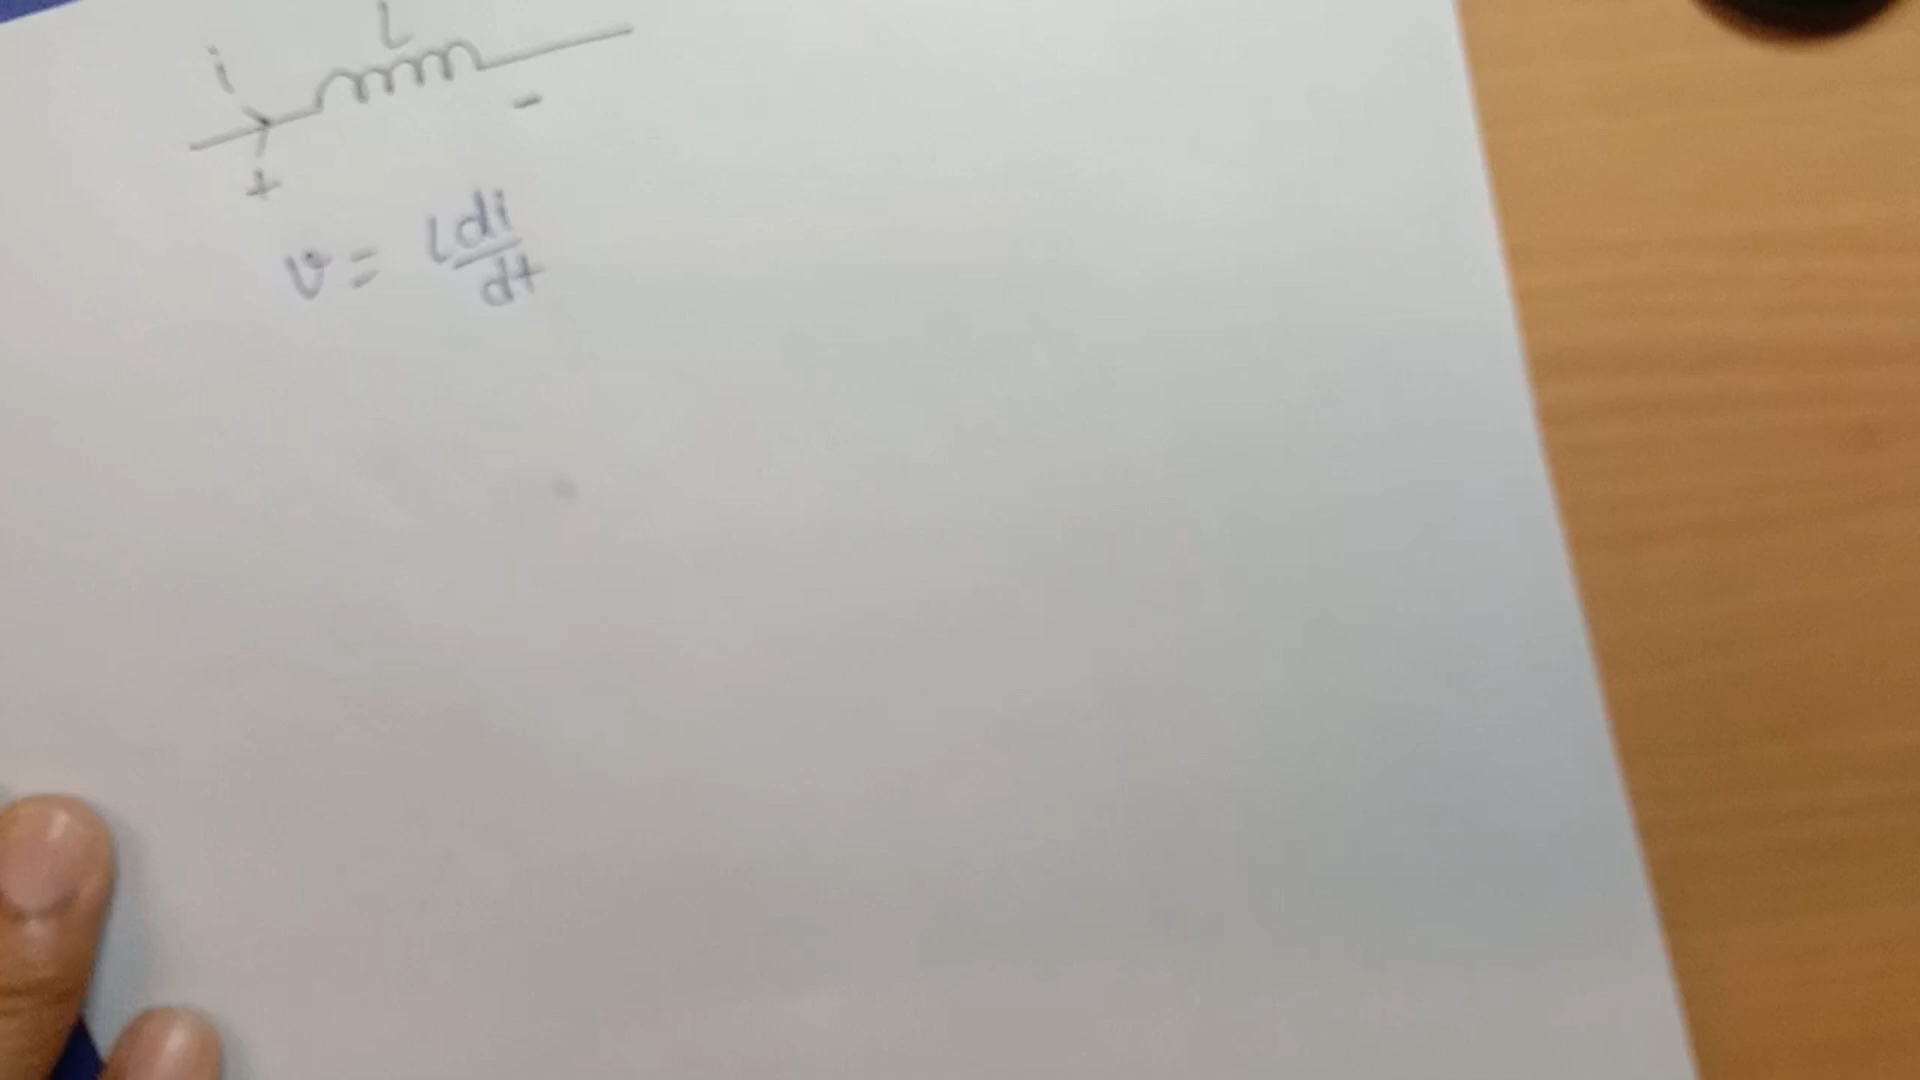 i
L
+
-
v = L di/dt